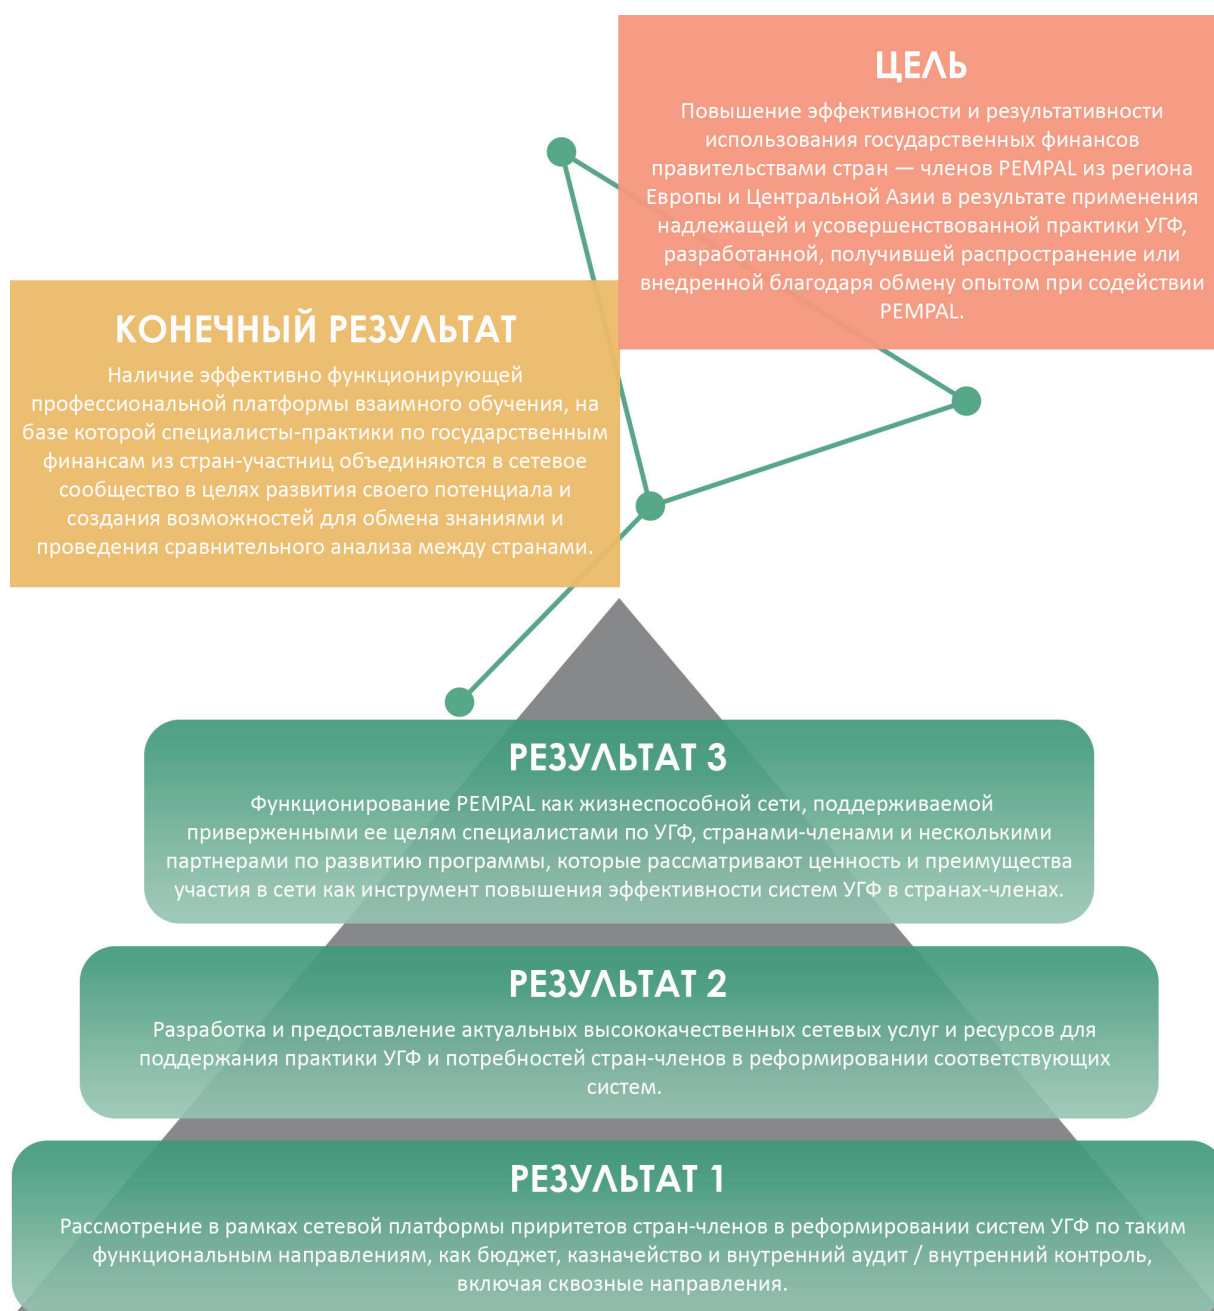 ЦЕЛЬ
Повышение эффективности и результативности
использования государственных финансов
правительствами стран — членов PEMPAL из региона
Европы и Центральной Азии в результате применения
надлежащей и усовершенствованной практики УГФ,
разработанной, получившей распространение или
внедренной благодаря обмену опытом при содействии
PEMPAL.
КОНЕЧНЫЙ РЕЗУЛЬТАТ
Наличие эффективно функционирующей
профессиональной платформы взаимного обучения, на
базе которой специалисты-практики по государственным
финансам из стран-участниц объединяются в сетевое
сообщество в целях развития своего потенциала и
создания возможностей для обмена знаниями и
проведения сравнительного анализа между странами.
РЕЗУЛЬТАТ 3
Функционирование PEMPAL как жизнеспособной сети, поддерживаемой
приверженными ее целям специалистами по УГФ, странами-членами и несколькими
партнерами по развитию программы, которые рассматривают ценность и преимущества
участия в сети как инструмент повышения эффективности систем УГФ в странах-членах.
РЕЗУЛЬТАТ 2
Разработка и предоставление актуальных высококачественных сетевых услуг и ресурсов для
поддержания практики УГФ и потребностей стран-членов в реформировании соответствующих
систем.
РЕЗУЛЬТАТ 1
Рассмотрение в рамках сетевой платформы приритетов стран-членов в реформировании систем УГФ по таким
функциональным направлениям, как бюджет, казначейство и внутренний аудит / внутренний контроль,
включая сквозные направления.